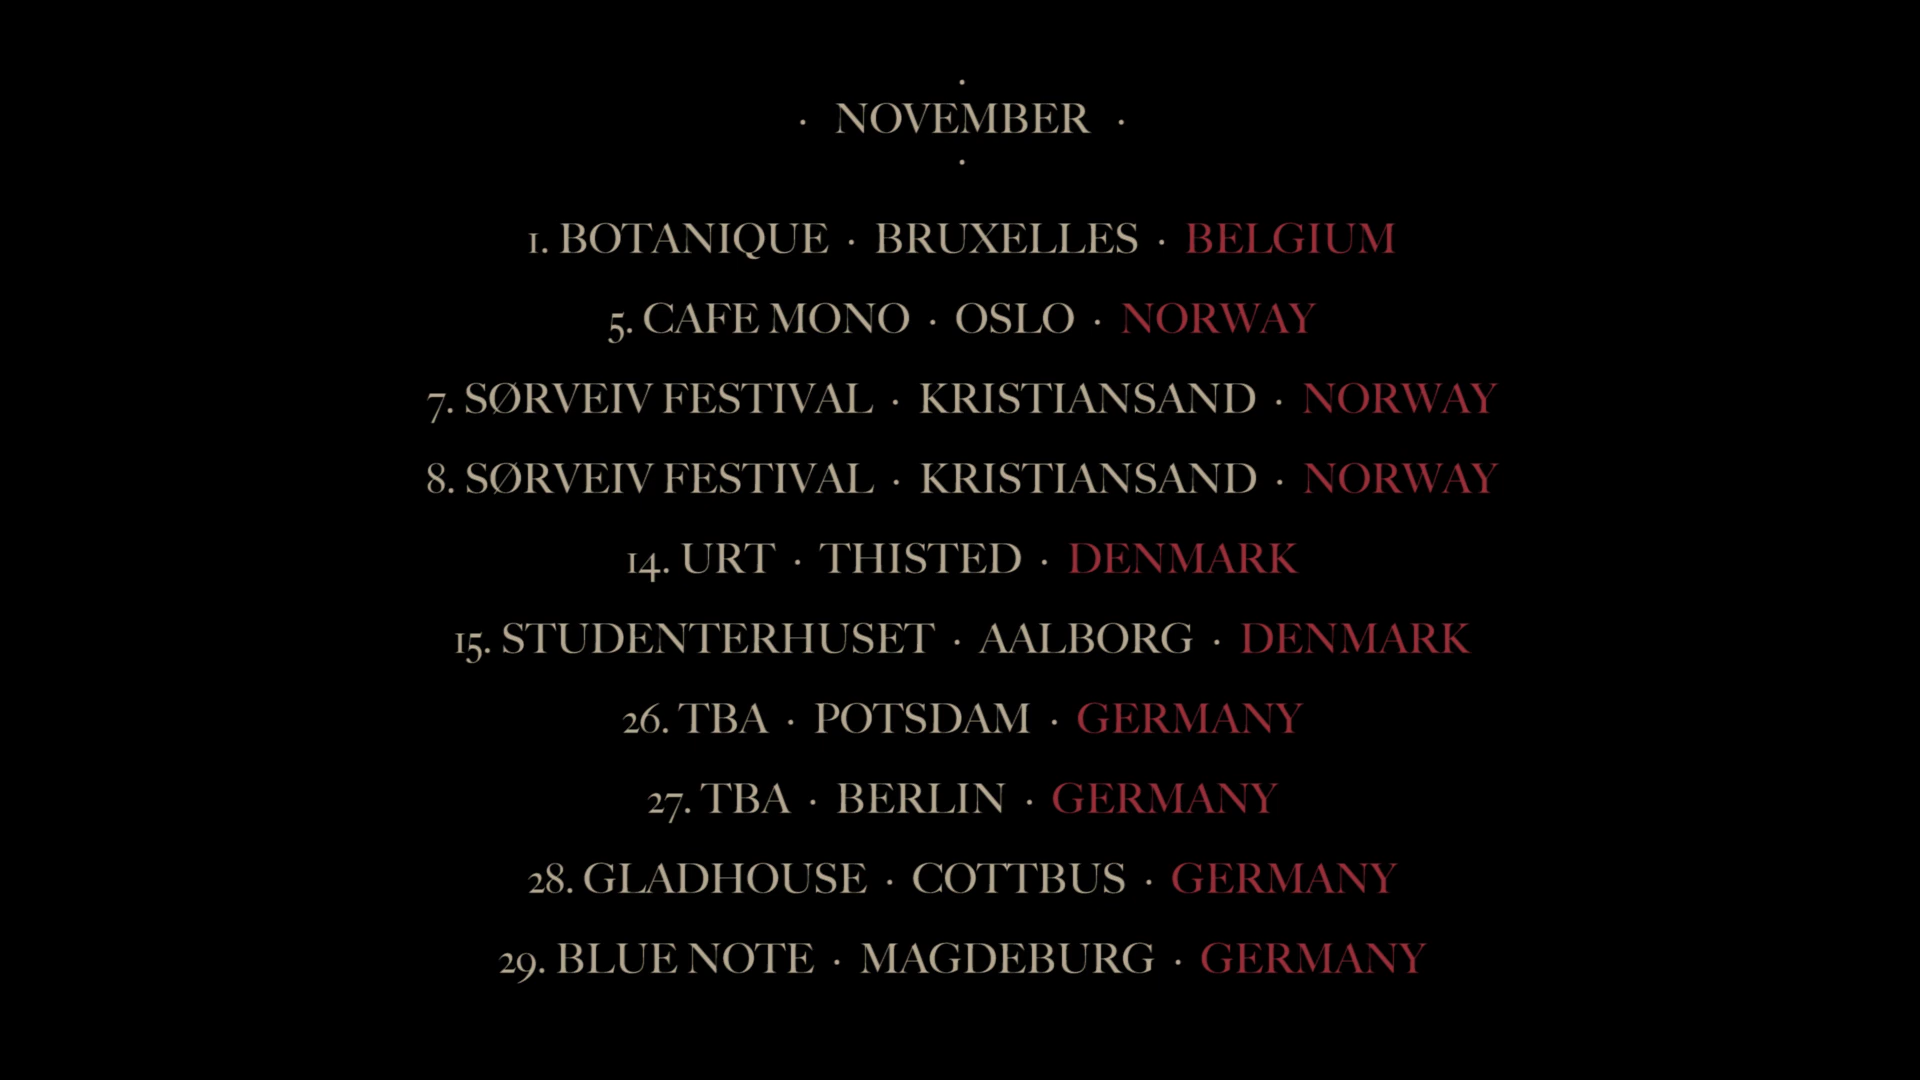 · NOVEMBER ·
1. BOTANIQUE · BRUXELLES · BELGIUM
5. CAFE MONO · OSLO · NORWAY
7. SØRVEIV FESTIVAL · KRISTIANSAND · NORWAY
8. SØRVEIV FESTIVAL · KRISTIANSAND · NORWAY
14. URT · THISTED · DENMARK
15. STUDENTERHUSET · AALBORG · DENMARK
26. TBA · POTSDAM · GERMANY
27. TBA · BERLIN · GERMANY
28. GLADHOUSE · COTTBUS · GERMANY
29. BLUE NOTE · MAGDEBURG · GERMANY